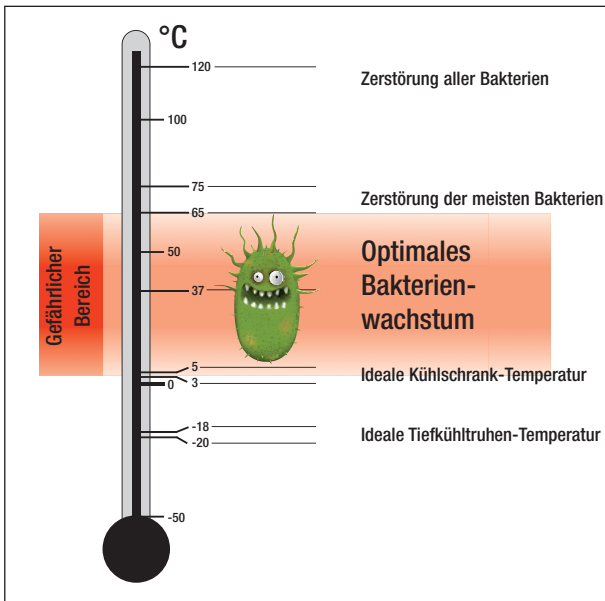 °C
120
Zerstörung aller Bakterien
100
75
Zerstörung der meisten Bakterien
65
Gefährlicher
Bereich
50
Optimales
Bakterien-
wachstum
37
5
Ideale Kühlschrank-Temperatur
3
0
-18
Ideale Tiefkühltruhen-Temperatur
-20
-50